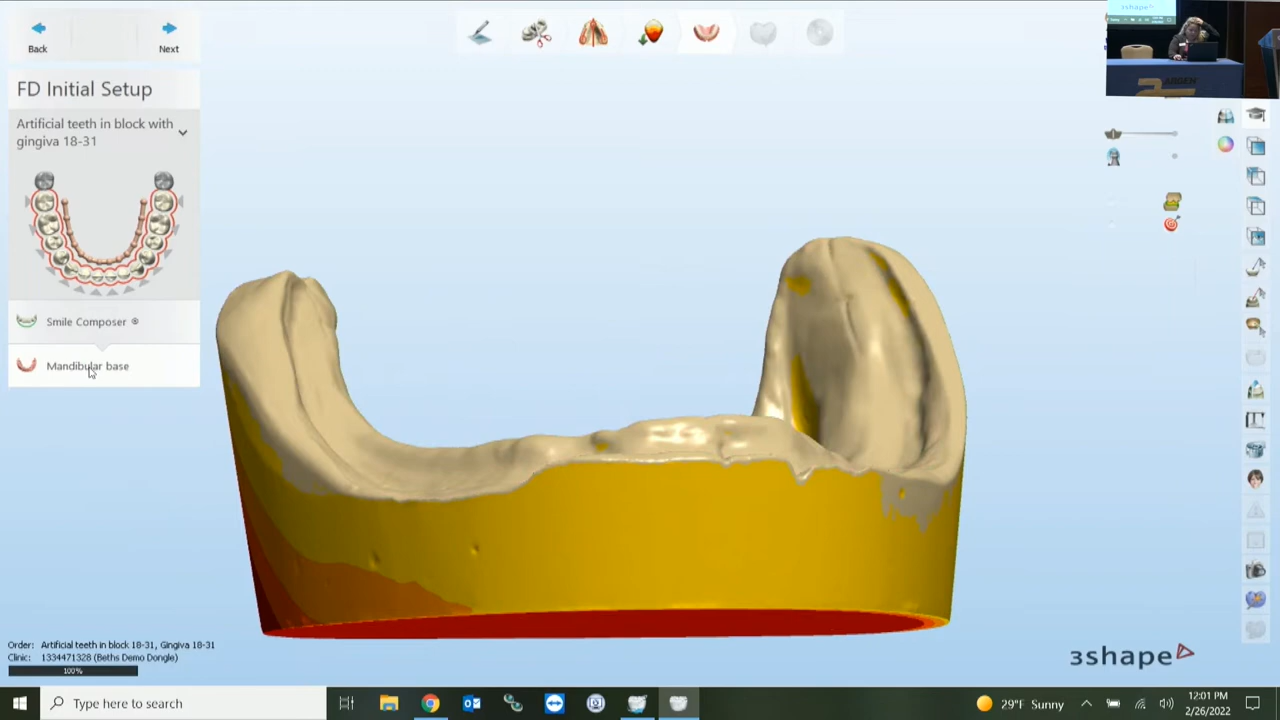 Back
Next
FD Initial Setup
Artificial teeth in block with
gingiva 18-31
Smile Composer
Mandibular base
Order: Artificial teeth in block 18-31, Gingiva 18-31
Clinic: 1334471328 (Beths Demo Dongle)
100%
3shape
3shape
ARGEN
Type here to search
29°F Sunny
12:01 PM
2/26/2022